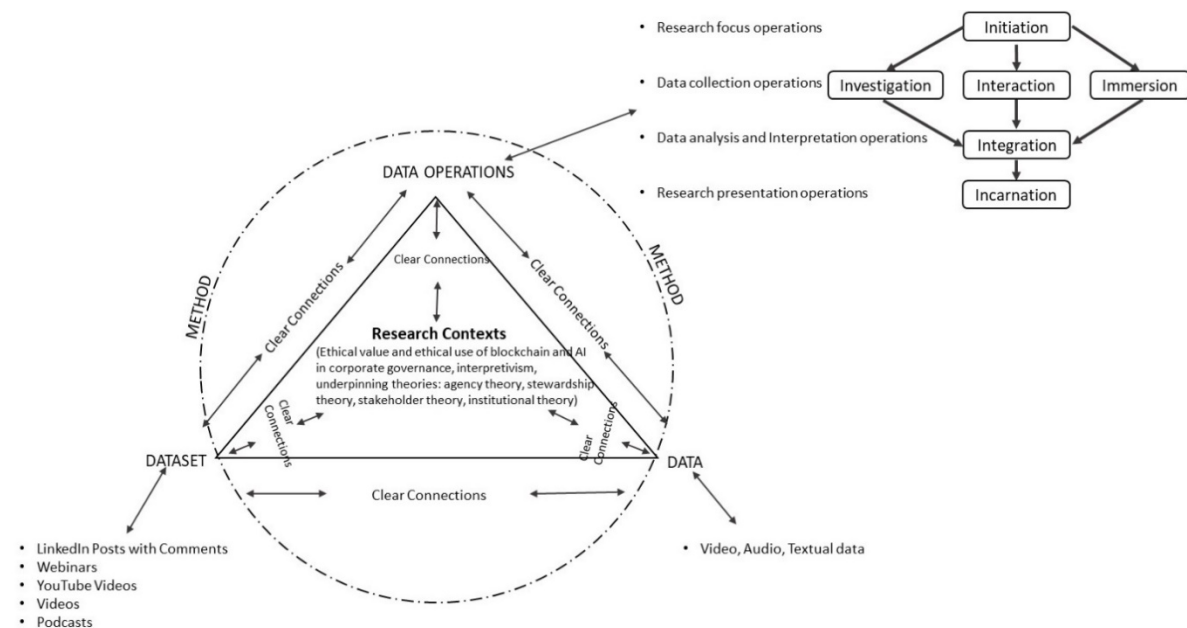 • Research focus operations
Initiation
• Data collection operations
Investigation
Interaction
Immersion
• Data analysis and Interpretation operations
Integration
• Research presentation operations
Incarnation
DATA OPERATIONS
METHOD
METHOD
Clear Connections
Clear Connections
Clear Connections
Research Contexts
(Ethical value and ethical use of blockchain and AI
in corporate governance, interpretivism,
underpinning theories: agency theory, stewardship
theory, stakeholder theory, institutional theory)
Clear
Connections
Clear
Connections
DATASET
DATA
Clear Connections
• LinkedIn Posts with Comments
• Webinars
• YouTube Videos
• Videos
• Podcasts
• Video, Audio, Textual data